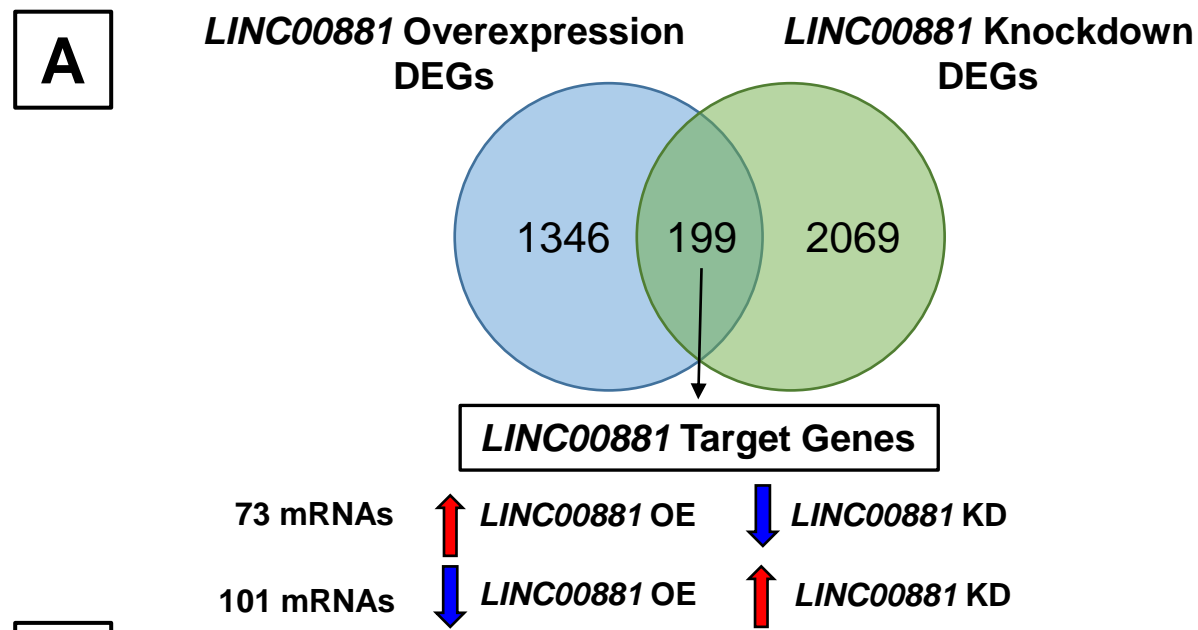 A
LINC00881 Overexpression DEGs
LINC00881 Knockdown DEGs
1346 199 2069
LINC00881 Target Genes
73 mRNAs LINC00881 OE LINC00881 KD
101 mRNAs LINC00881 OE LINC00881 KD